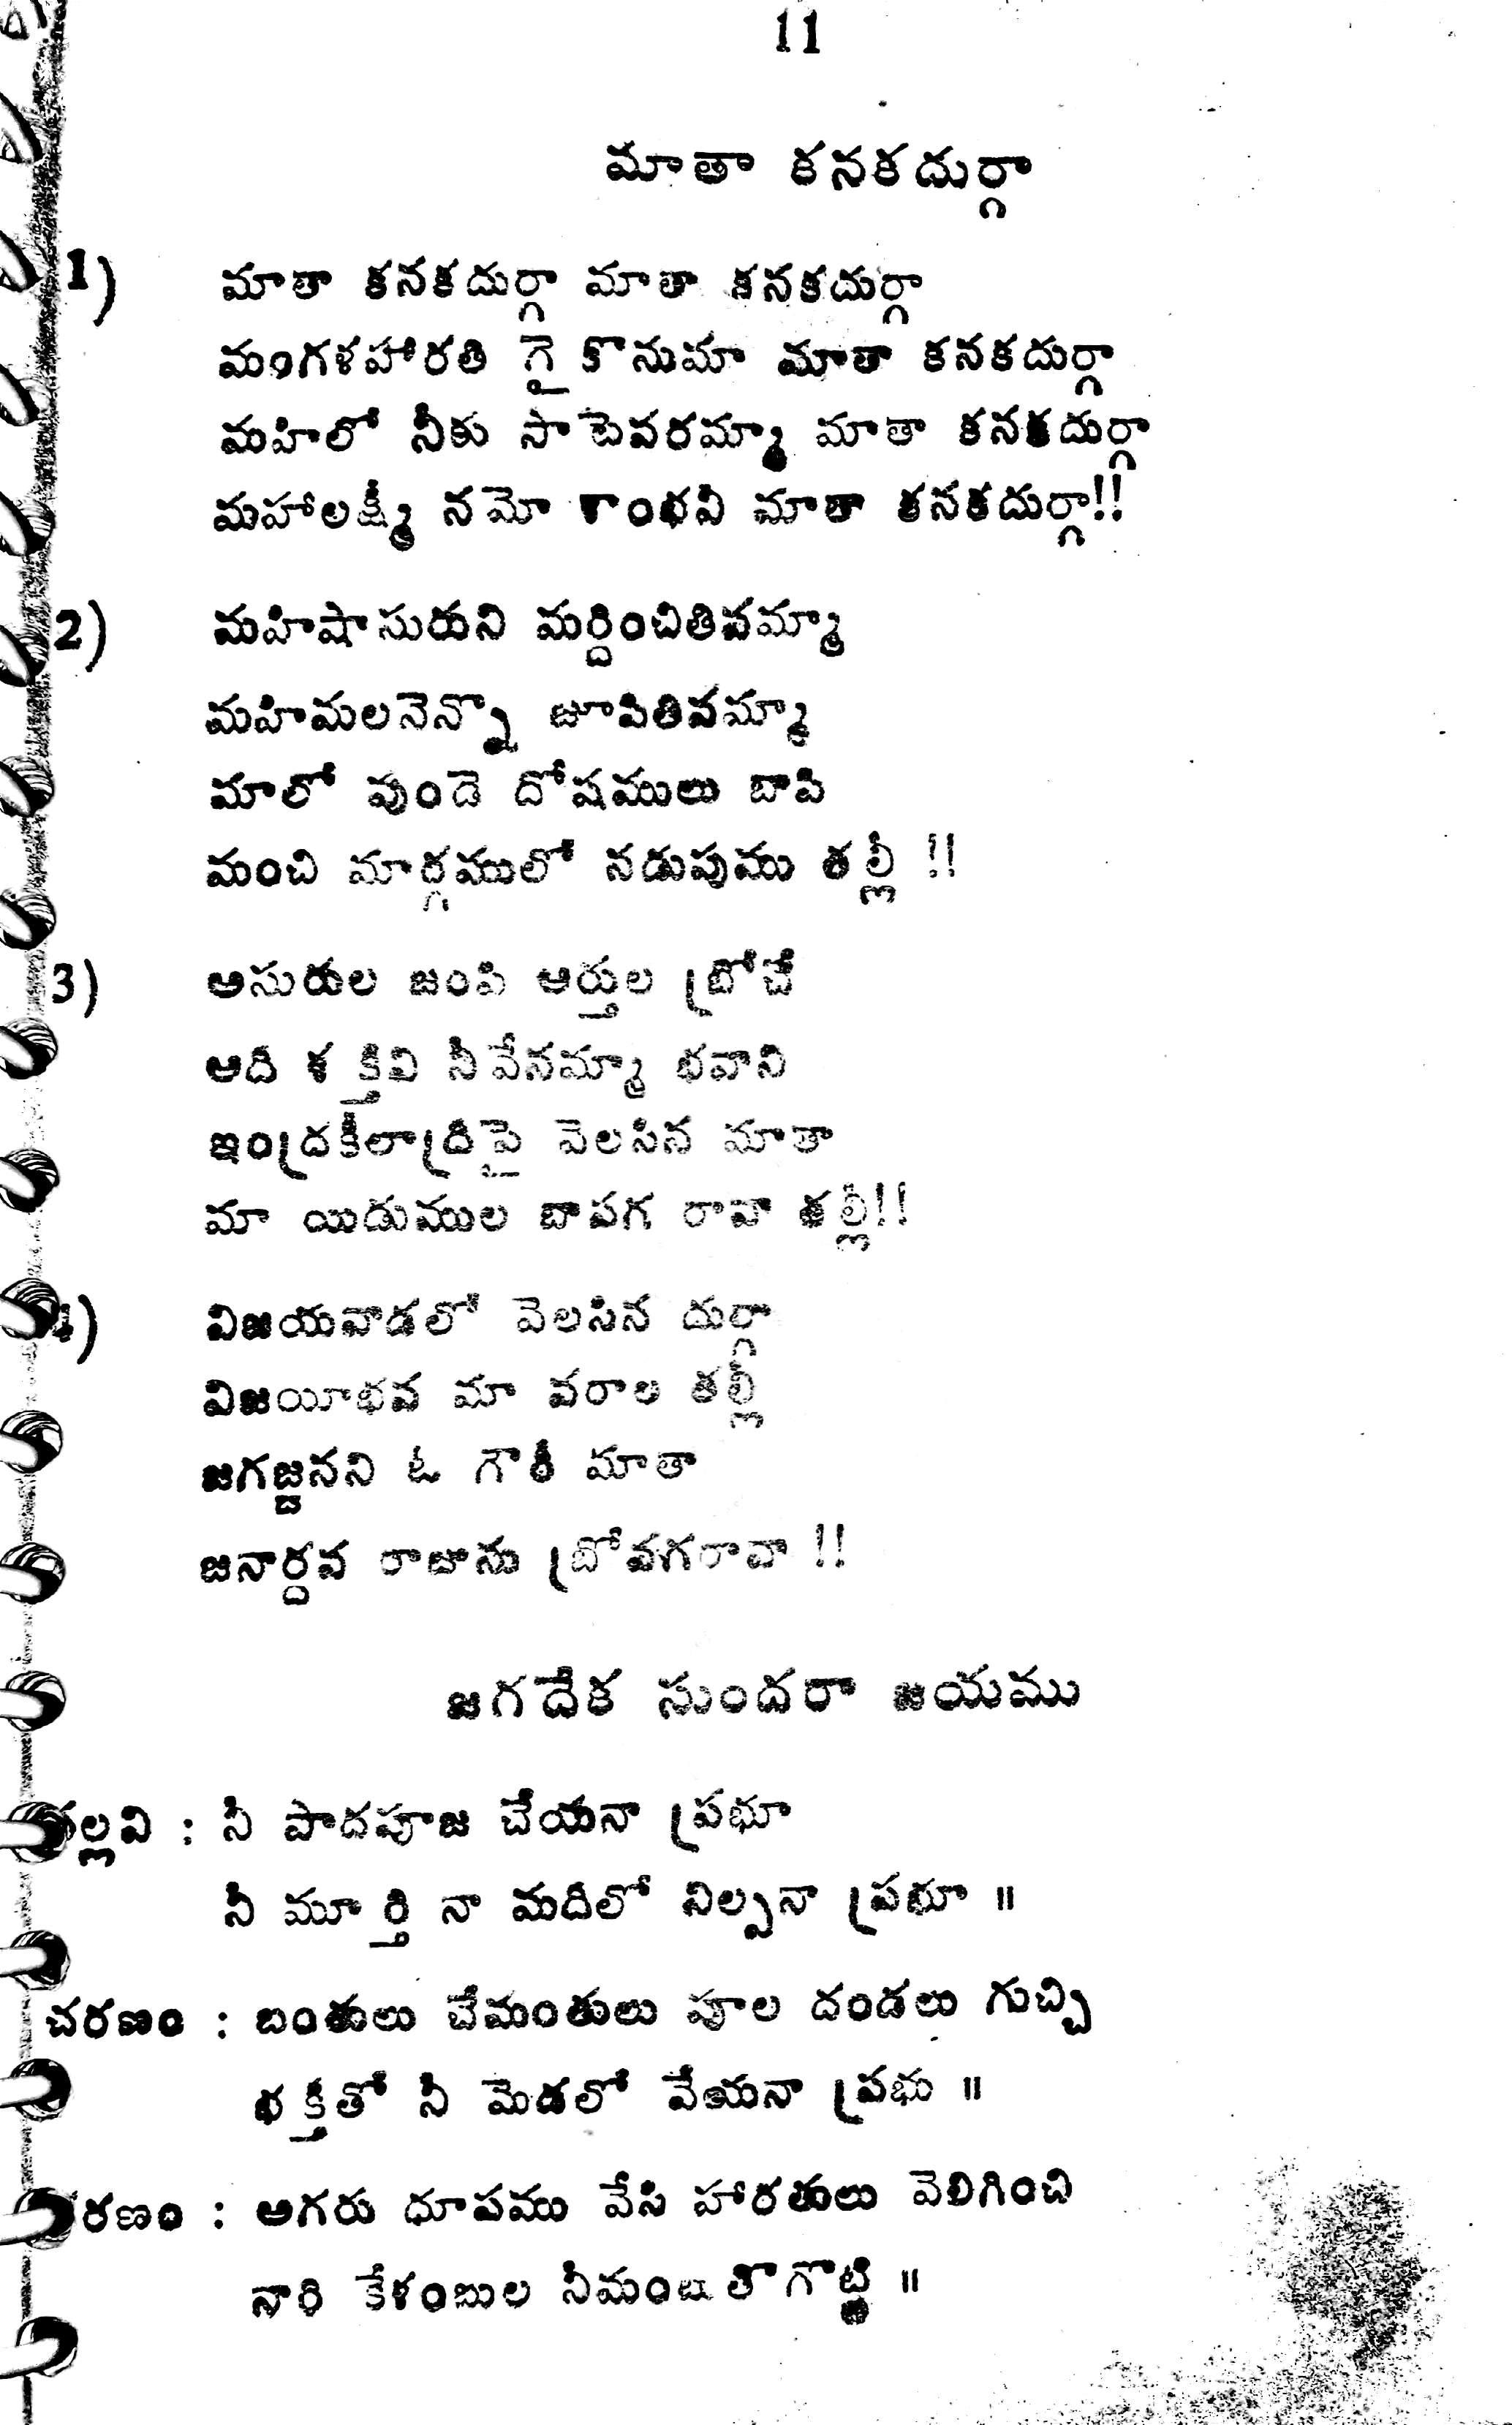 11
మాతా కనకదుర్గా
1) మాతా కనకదుర్గా మాతా కనకదుర్గా
మంగళహారతి గైకొనుమా మాతా కనకదుర్గా
మహిలో నీకు సాటెవరమ్మా మాతా కనకదుర్గా
మహాలక్ష్మీ నమో శాంభవీ మాతా కనకదుర్గా!!
2) మహిషాసురుని మర్దించితివమ్మా
మహిమలనెన్నొ జూపితివమ్మా
మాలో వుండె దోషములు బాపి
మంచి మార్గములో నడుపుము తల్లీ !!
3) అసురుల జంపి ఆర్తుల బ్రోచే
ఆది శక్తివి నీవేనమ్మా భవాని
ఇంద్రకీలాద్రిపై వెలసిన మాతా
మా యిడుముల బాపగ రావా తల్లీ!!
4) విజయవాడలో వెలసిన దుర్గా
విజయీభవ మా వరాల తల్లీ
జగజ్జనని ఓ గౌరీ మాతా
జనార్దవ రాజును బ్రోవగరావా !!
జగదేక సుందరా జయము
పల్లవి : నీ పాదపూజ చేయనా ప్రభూ
నీ మూర్తి నా మదిలో నిల్పనా ప్రభూ ॥
చరణం : బంతులు చేమంతులు పూల దండలు గుచ్చి
భక్తితో నీ మెడలో వేయనా ప్రభు ॥
చరణం : అగరు ధూపము వేసి హారతులు వెలిగించి
నారి కేళంబుల నీముందు గొట్టి ॥